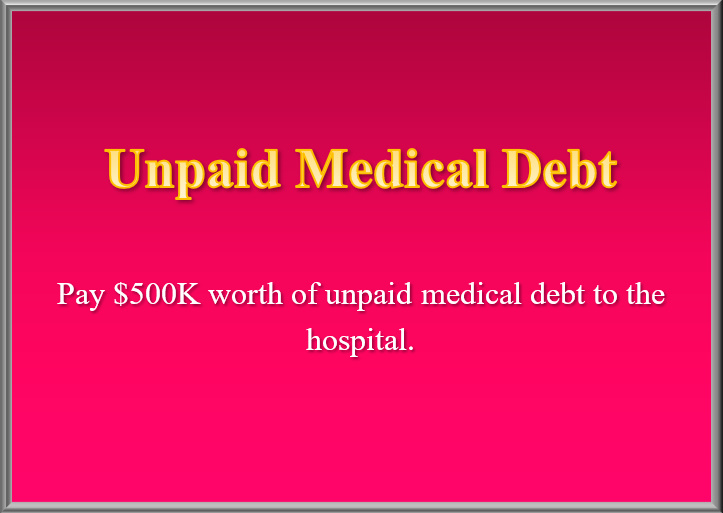 Unpaid Medical Debt
Pay $500K worth of unpaid medical debt to the
hospital.